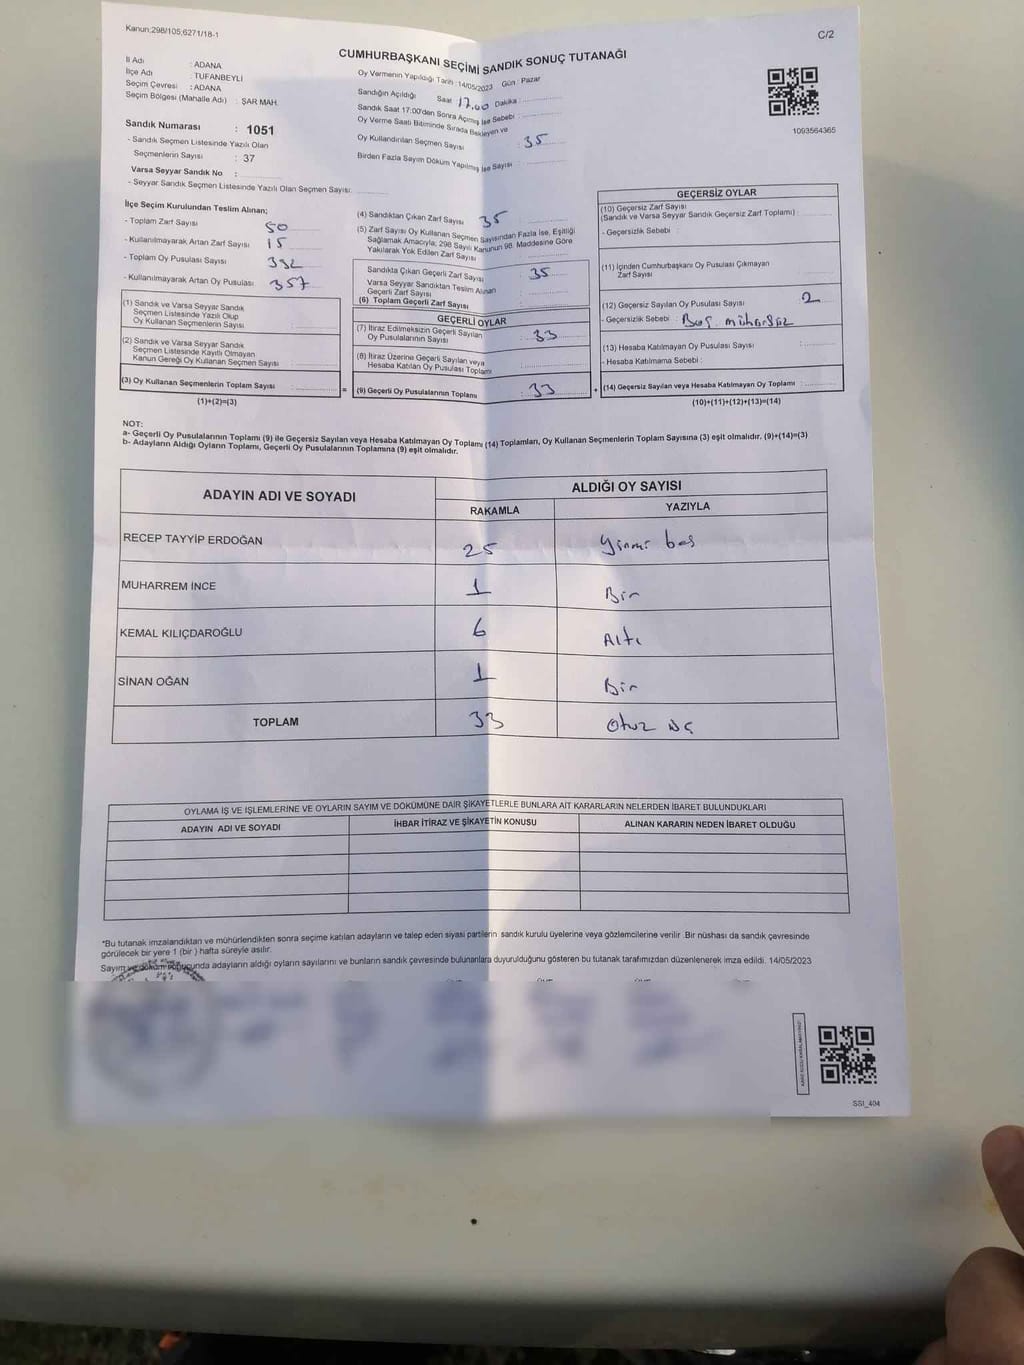 Kanun;298/105;6271/18-1
C/2
CUMHURBAŞKANI SEÇİMİ SANDIK SONUÇ TUTANAĞI
İl Adı : ADANA
İlçe Adı : TUFANBEYLİ
Seçim Çevresi : ADANA
Seçim Bölgesi (Mahalle Adı) : ŞAR MAH.
Sandık Numarası : 1051
- Sandık Seçmen Listesinde Yazılı Olan
Seçmenlerin Sayısı : 37
Varsa Seyyar Sandık No :
- Seyyar Sandık Seçmen Listesinde Yazılı Olan Seçmen Sayısı:
Oy Vermenin Yapıldığı Tarih :14/05/2023 Gün : Pazar
Sandığın Açıldığı Saat : 17.00 Dakika :
Sandık Saat 17:00'den Sonra Açılmış İse Sebebi :
Oy Verme Saati Bitiminde Sırada Bekleyen ve
Oy Kullandırılan Seçmen Sayısı : 35
Birden Fazla Sayım Döküm Yapılmış İse Sayısı :
1093564365
İlçe Seçim Kurulundan Teslim Alınan;
- Toplam Zarf Sayısı 50
- Kullanılmayarak Artan Zarf Sayısı : 15
- Toplam Oy Pusulası Sayısı
- Kullanılmayarak Artan Oy Pusulası : 357
(1) Sandık ve Varsa Seyyar Sandık
Seçmen Listesinde Yazılı Olup
Oy Kullanan Seçmenlerin Sayısı :
(2) Sandık ve Varsa Seyyar Sandık
Seçmen Listesinde Kayıtlı Olmayan
Kanun Gereği Oy Kullanan Seçmen Sayısı :
(3) Oy Kullanan Seçmenlerin Toplam Sayısı : =
(1)+(2)=(3)
(4) Sandıktan Çıkan Zarf Sayısı 35
(5) Zarf Sayısı Oy Kullanan Seçmen Sayısından Fazla İse, Eşitliği
Sağlamak Amacıyla; 298 Sayılı Kanunun 98. Maddesine Göre
Yakılarak Yok Edilen Zarf Sayısı :
Sandıkta Çıkan Geçerli Zarf Sayısı : 35
Varsa Seyyar Sandıktan Teslim Alınan
Geçerli Zarf Sayısı :
(6) Toplam Geçerli Zarf Sayısı :
GEÇERLİ OYLAR
(7) İtiraz Edilmeksizin Geçerli Sayılan
Oy Pusulalarının Sayısı : 33
(8) İtiraz Üzerine Geçerli Sayılan veya
Hesaba Katılan Oy Pusulası Toplamı :
(9) Geçerli Oy Pusulalarının Toplamı : 33 +
GEÇERSİZ OYLAR
(10) Geçersiz Zarf Sayısı
(Sandık ve Varsa Seyyar Sandık Geçersiz Zarf Toplamı) :
- Geçersizlik Sebebi :
(11) İçinden Cumhurbaşkanı Oy Pusulası Çıkmayan
Zarf Sayısı :
(12) Geçersiz Sayılan Oy Pusulası Sayısı : 2
- Geçersizlik Sebebi : Boş, mühürsüz
(13) Hesaba Katılmayan Oy Pusulası Sayısı :
- Hesaba Katılmama Sebebi :
(14) Geçersiz Sayılan veya Hesaba Katılmayan Oy Toplamı :
(10)+(11)+(12)+(13)=(14)
NOT:
a- Geçerli Oy Pusulalarının Toplamı (9) ile Geçersiz Sayılan veya Hesaba Katılmayan Oy Toplamı (14) Toplamları, Oy Kullanan Seçmenlerin Toplam Sayısına (3) eşit olmalıdır. (9)+(14)=(3)
b- Adayların Aldığı Oyların Toplamı, Geçerli Oy Pusulalarının Toplamına (9) eşit olmalıdır.
ADAYIN ADI VE SOYADI
ALDIĞI OY SAYISI
RAKAMLA YAZIYLA
RECEP TAYYİP ERDOĞAN 25 Yirmi beş
MUHARREM İNCE 1 Bir
KEMAL KILIÇDAROĞLU 6 Altı
SİNAN OĞAN 1 Bir
TOPLAM 33 Otuz üç
OYLAMA İŞ VE İŞLEMLERİNE VE OYLARIN SAYIM VE DÖKÜMÜNE DAİR ŞİKAYETLERLE BUNLARA AİT KARARLARIN NELERDEN İBARET BULUNDUKLARI
ADAYIN ADI VE SOYADI İHBAR İTİRAZ VE ŞİKAYETİN KONUSU ALINAN KARARIN NEDEN İBARET OLDUĞU
*Bu tutanak imzalandıktan ve mühürlendikten sonra seçime katılan adayların ve talep eden siyasi partilerin sandık kurulu üyelerine veya gözlemcilerine verilir .Bir nüshası da sandık çevresinde
görülecek bir yere 1 (bir ) hafta süreyle asılır.
Sayım ve döküm sonucunda adayların aldığı oyların sayılarını ve bunların sandık çevresinde bulunanlara duyurulduğunu gösteren bu tutanak tarafımızdan düzenlenerek imza edildi. 14/05/2023
SSI_404